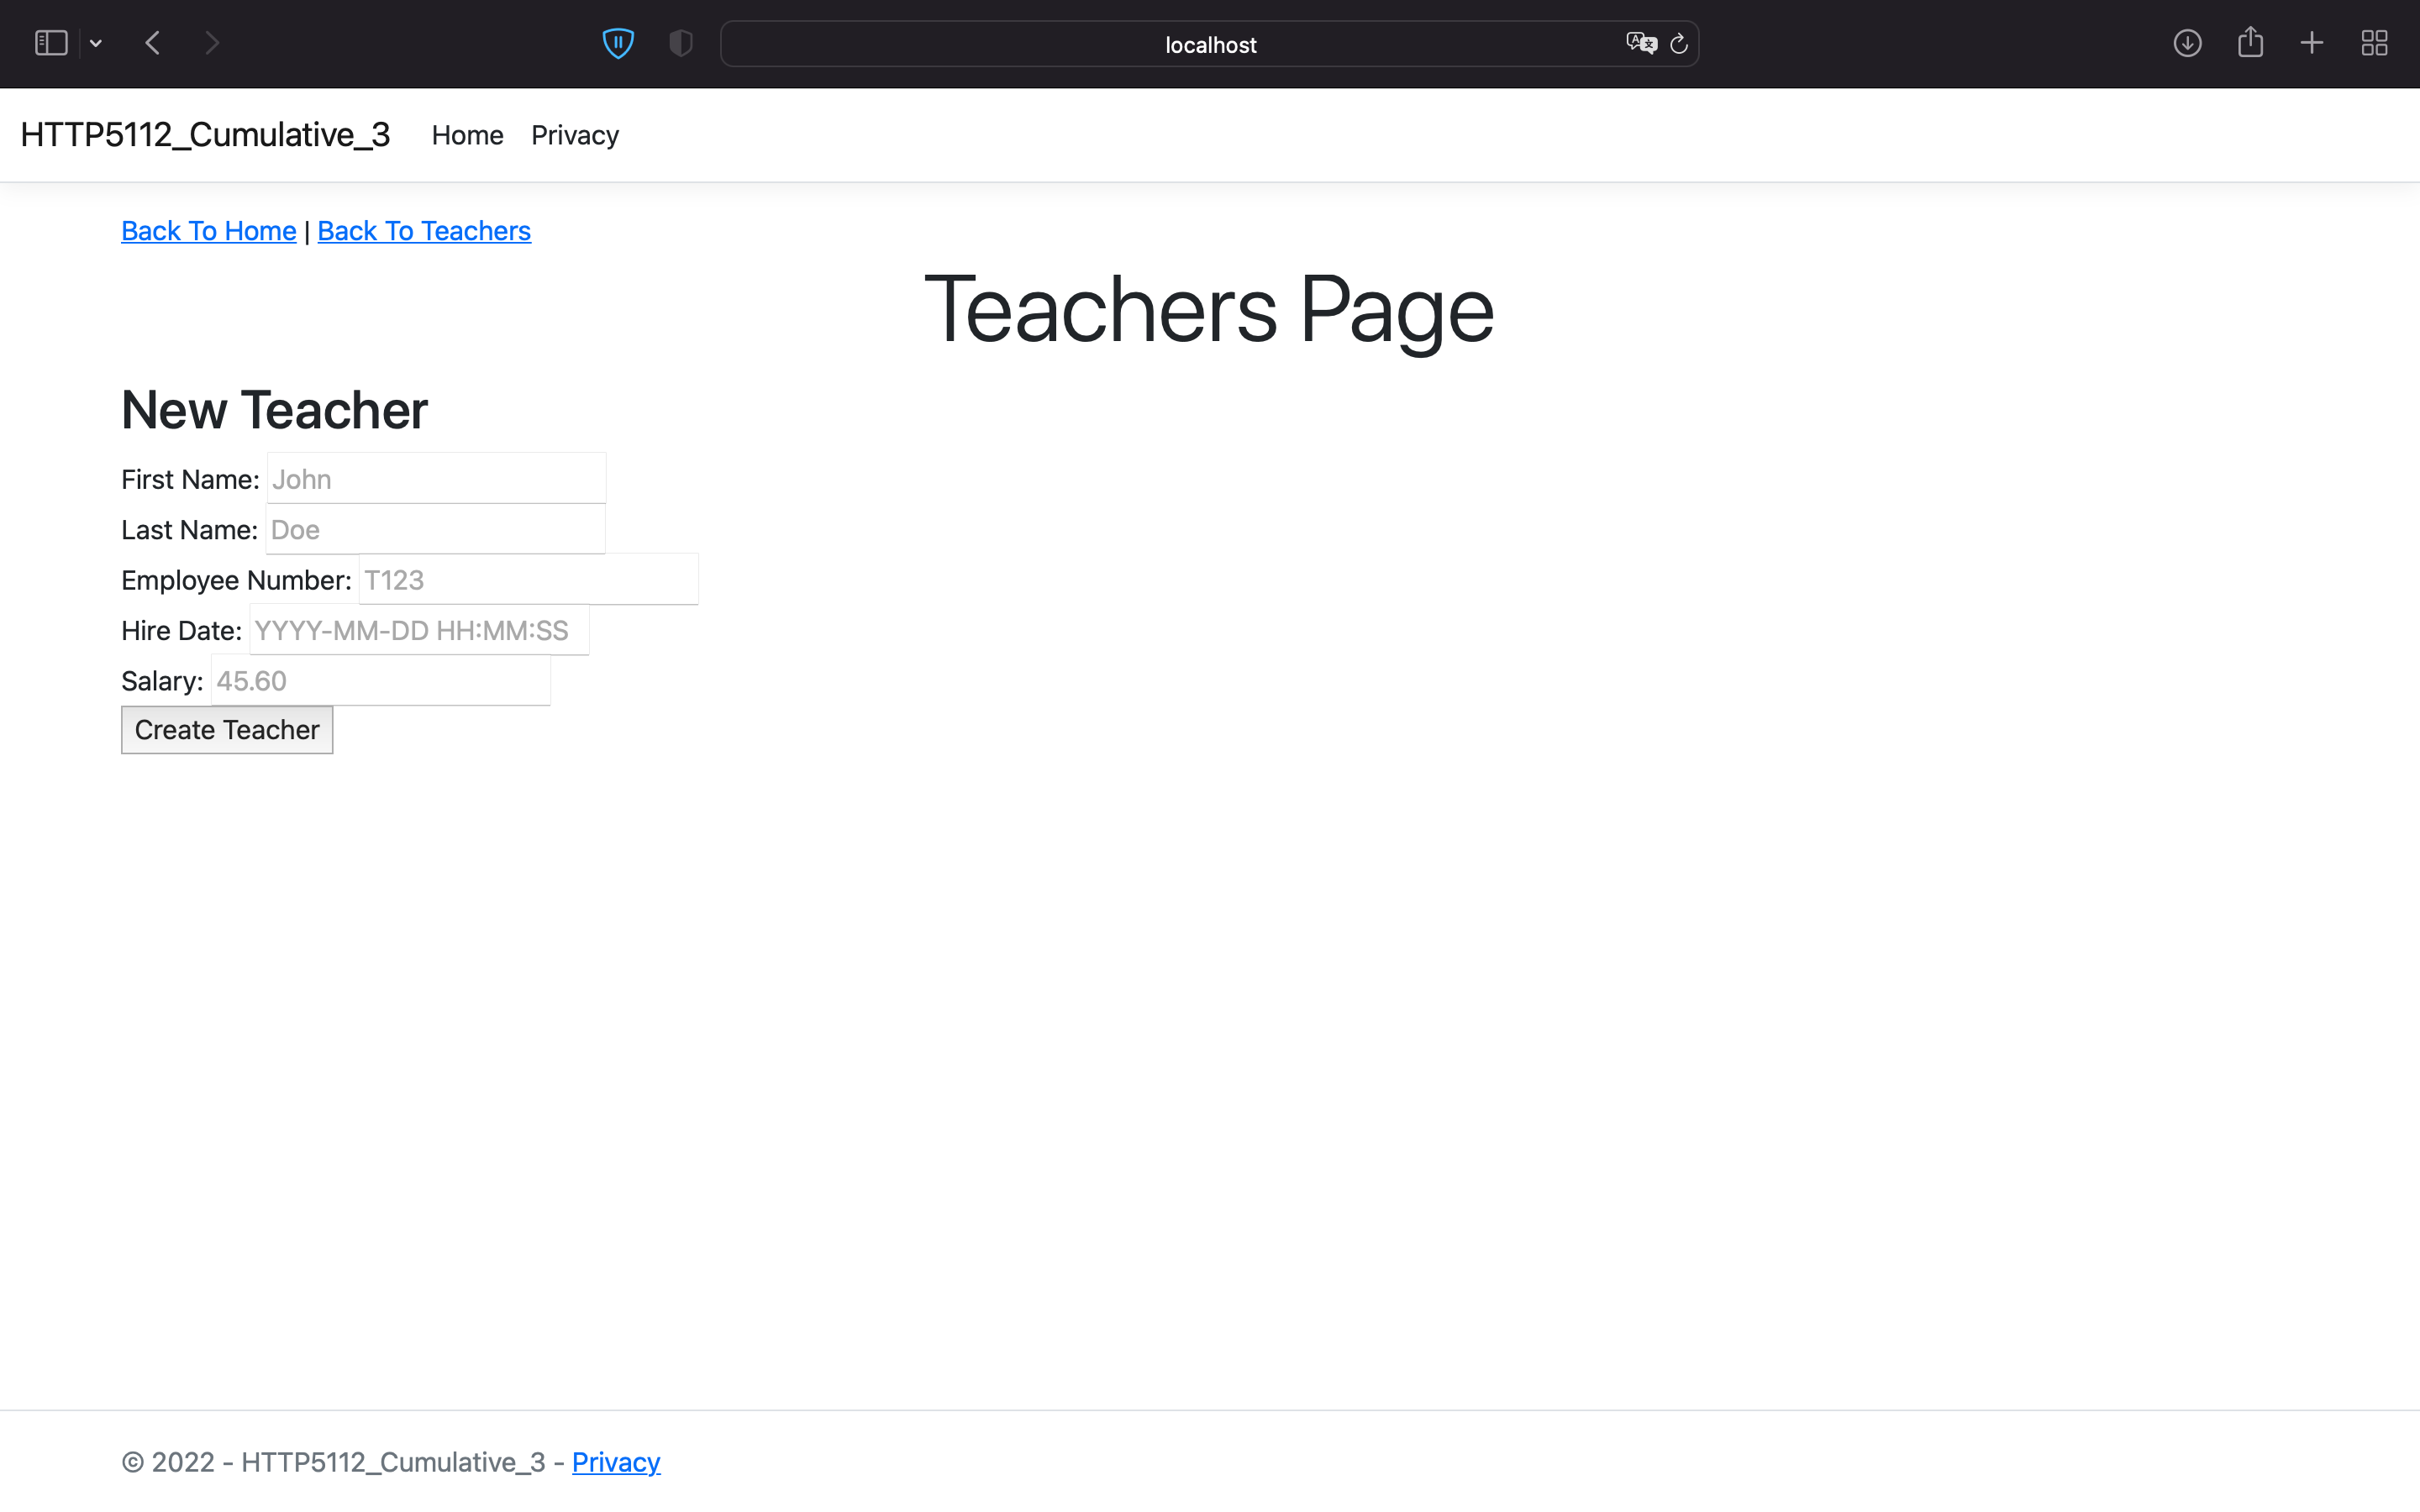 localhost
HTTP5112_Cumulative_3 Home Privacy
Back To Home | Back To Teachers
Teachers Page
New Teacher
First Name: John
Last Name: Doe
Employee Number: T123
Hire Date: YYYY-MM-DD HH:MM:SS
Salary: 45.60
Create Teacher
© 2022 - HTTP5112_Cumulative_3 - Privacy